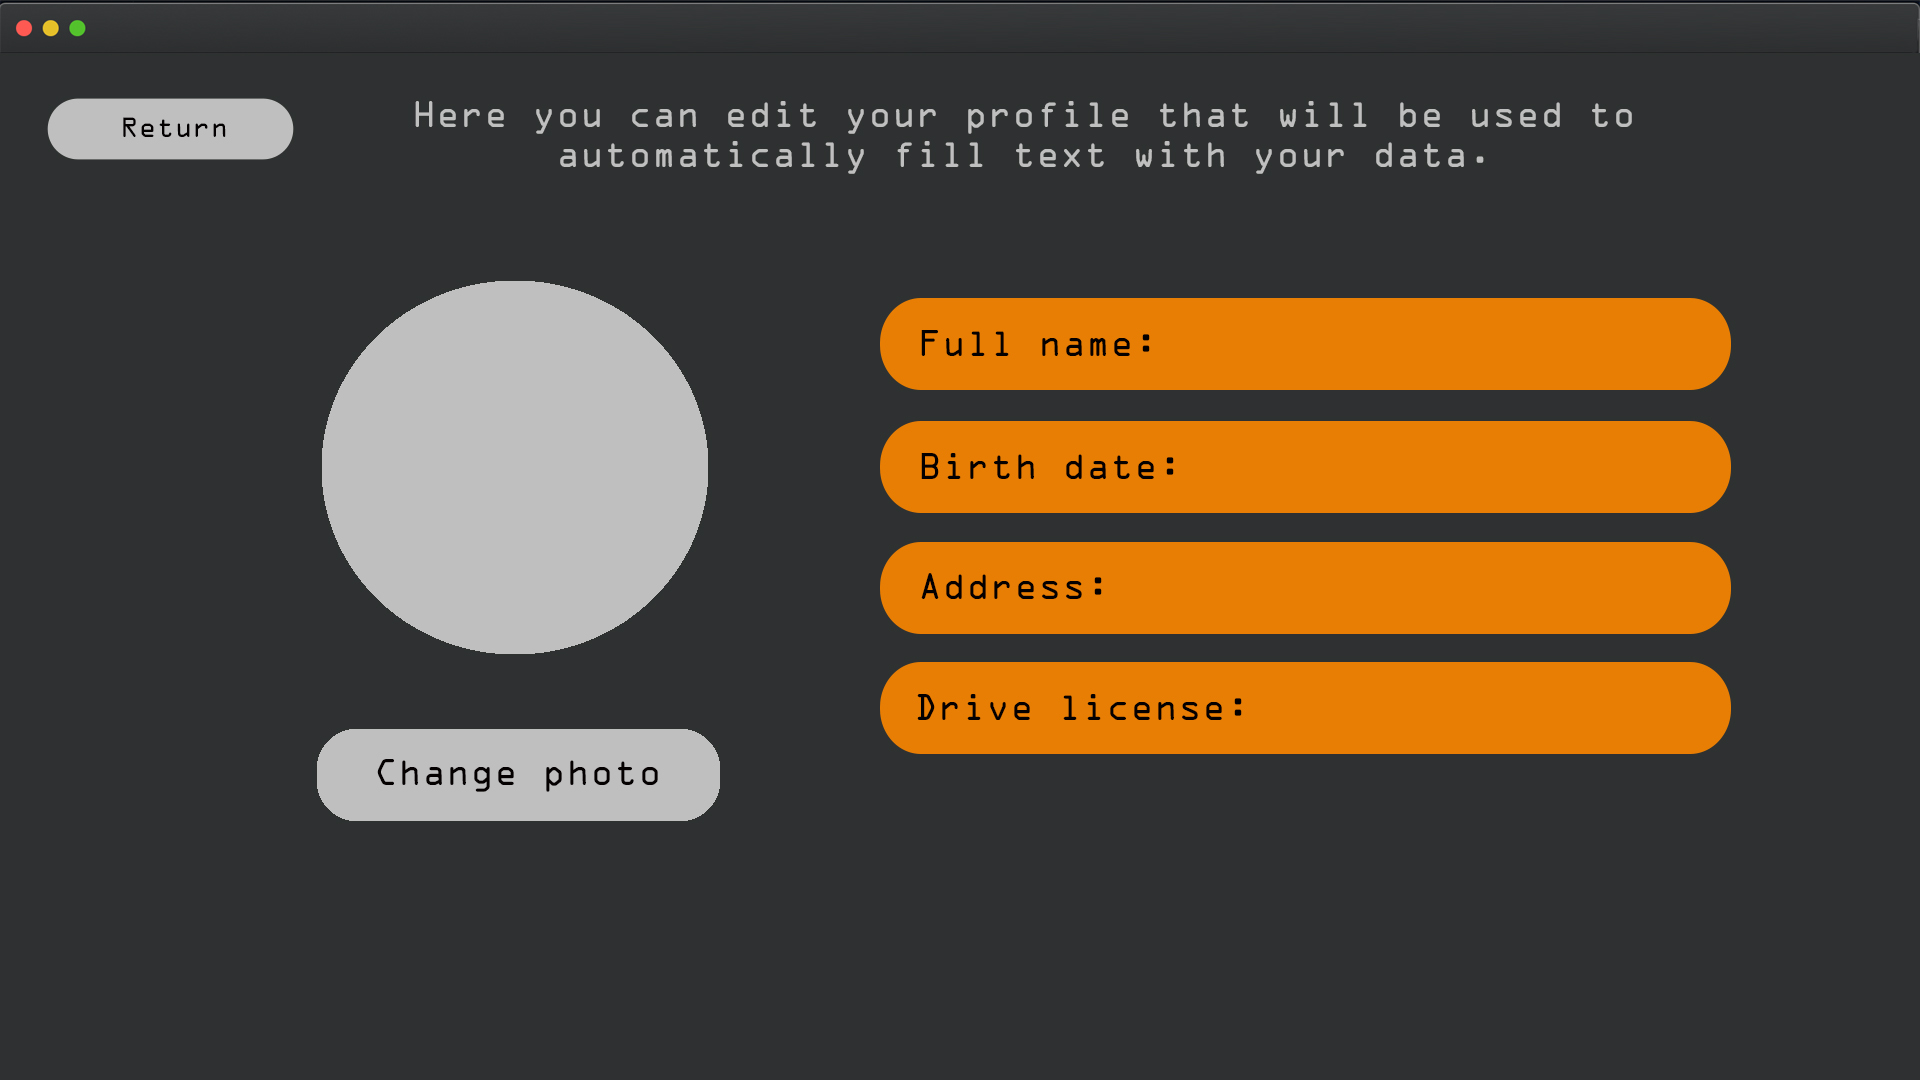 Return
Here you can edit your profile that will be used to
automatically fill text with your data.
Full name:
Birth date:
Address:
Drive license:
Change photo